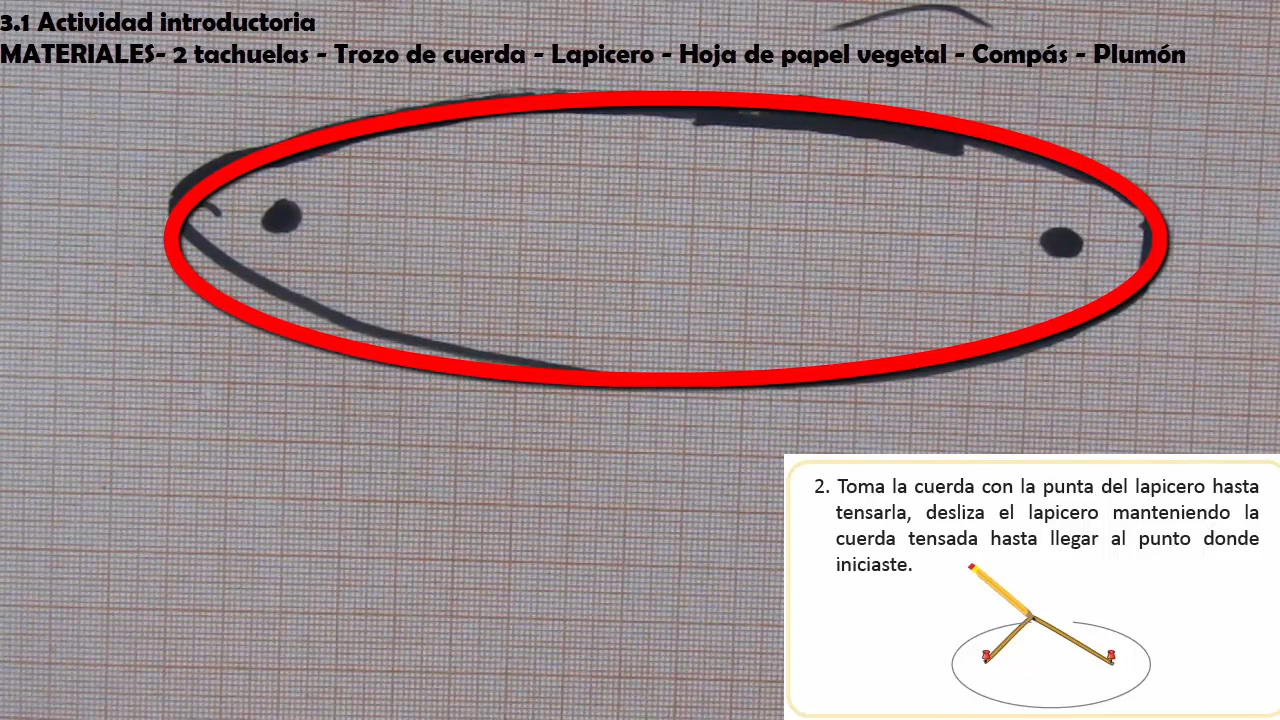 3.1 Actividad introductoria
MATERIALES- 2 tachuelas - Trozo de cuerda - Lapicero - Hoja de papel vegetal - Compás - Plumón
2. Toma la cuerda con la punta del lapicero hasta
tensarla, desliza el lapicero manteniendo la
cuerda tensada hasta llegar al punto donde
iniciaste.